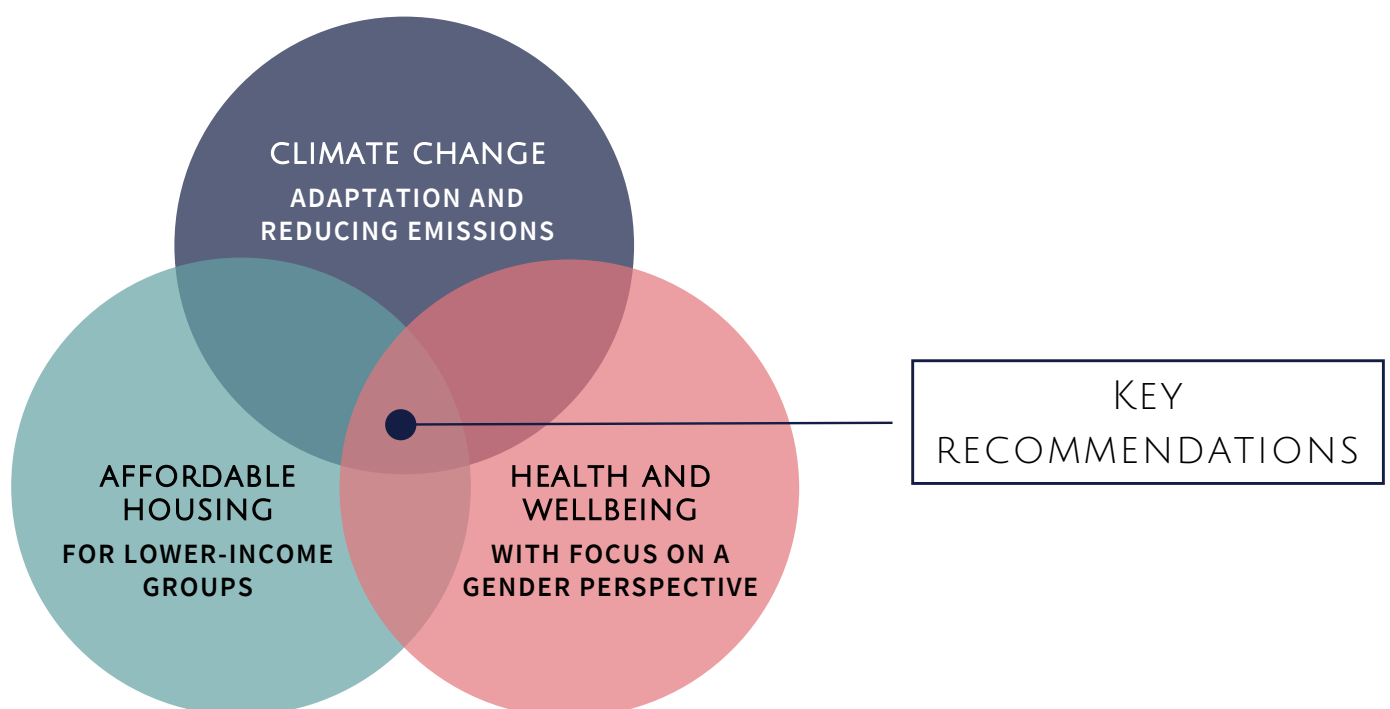 CLIMATE CHANGE
ADAPTATION AND
REDUCING EMISSIONS
AFFORDABLE
HOUSING
FOR LOWER-INCOME
GROUPS
HEALTH AND
WELLBEING
WITH FOCUS ON A
GENDER PERSPECTIVE
KEY
RECOMMENDATIONS